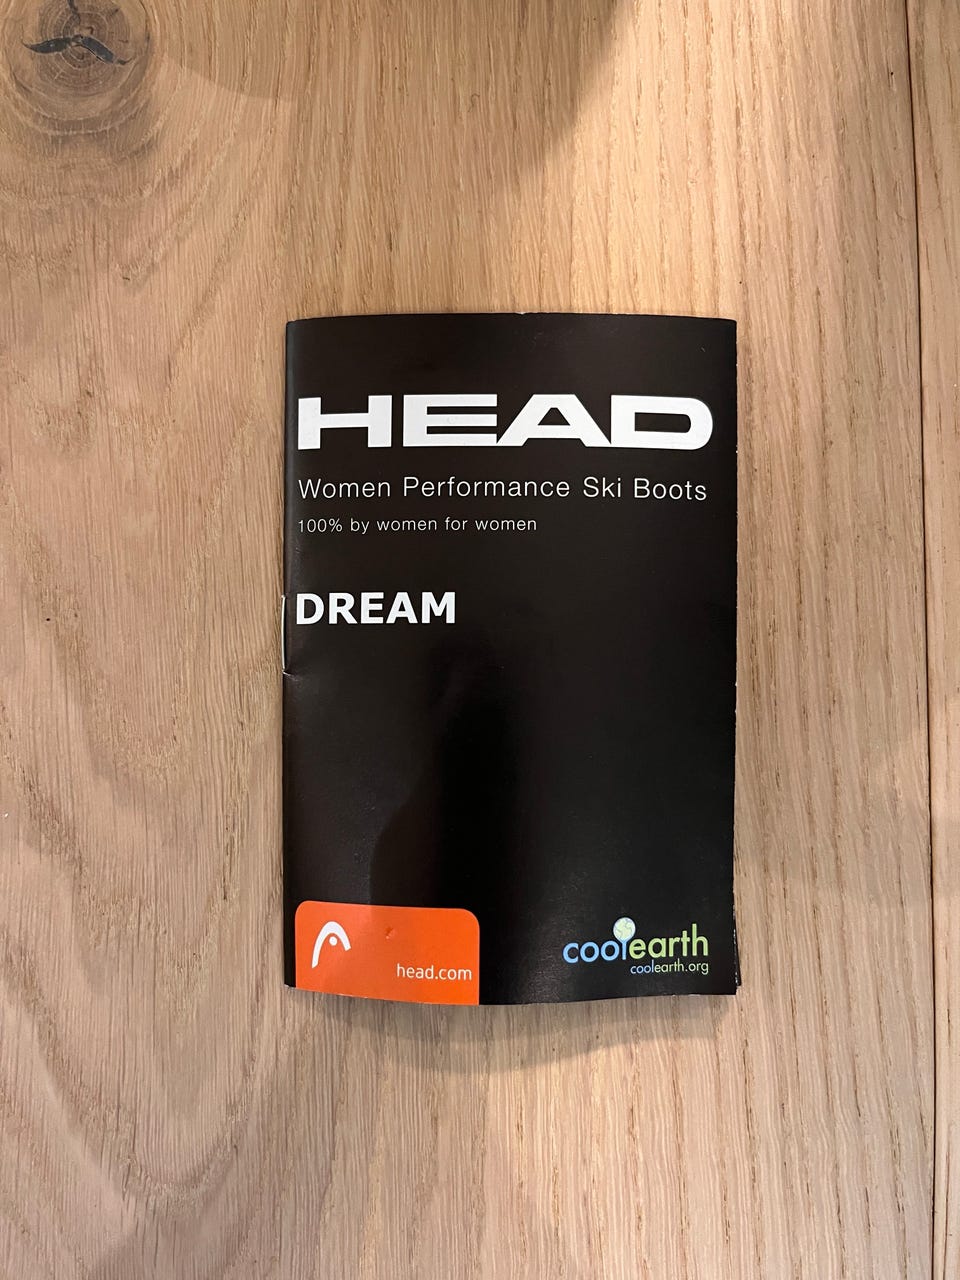 HEAD
Women Performance Ski Boots
100% by women for women
DREAM
head.com
coolearth
coolearth.org